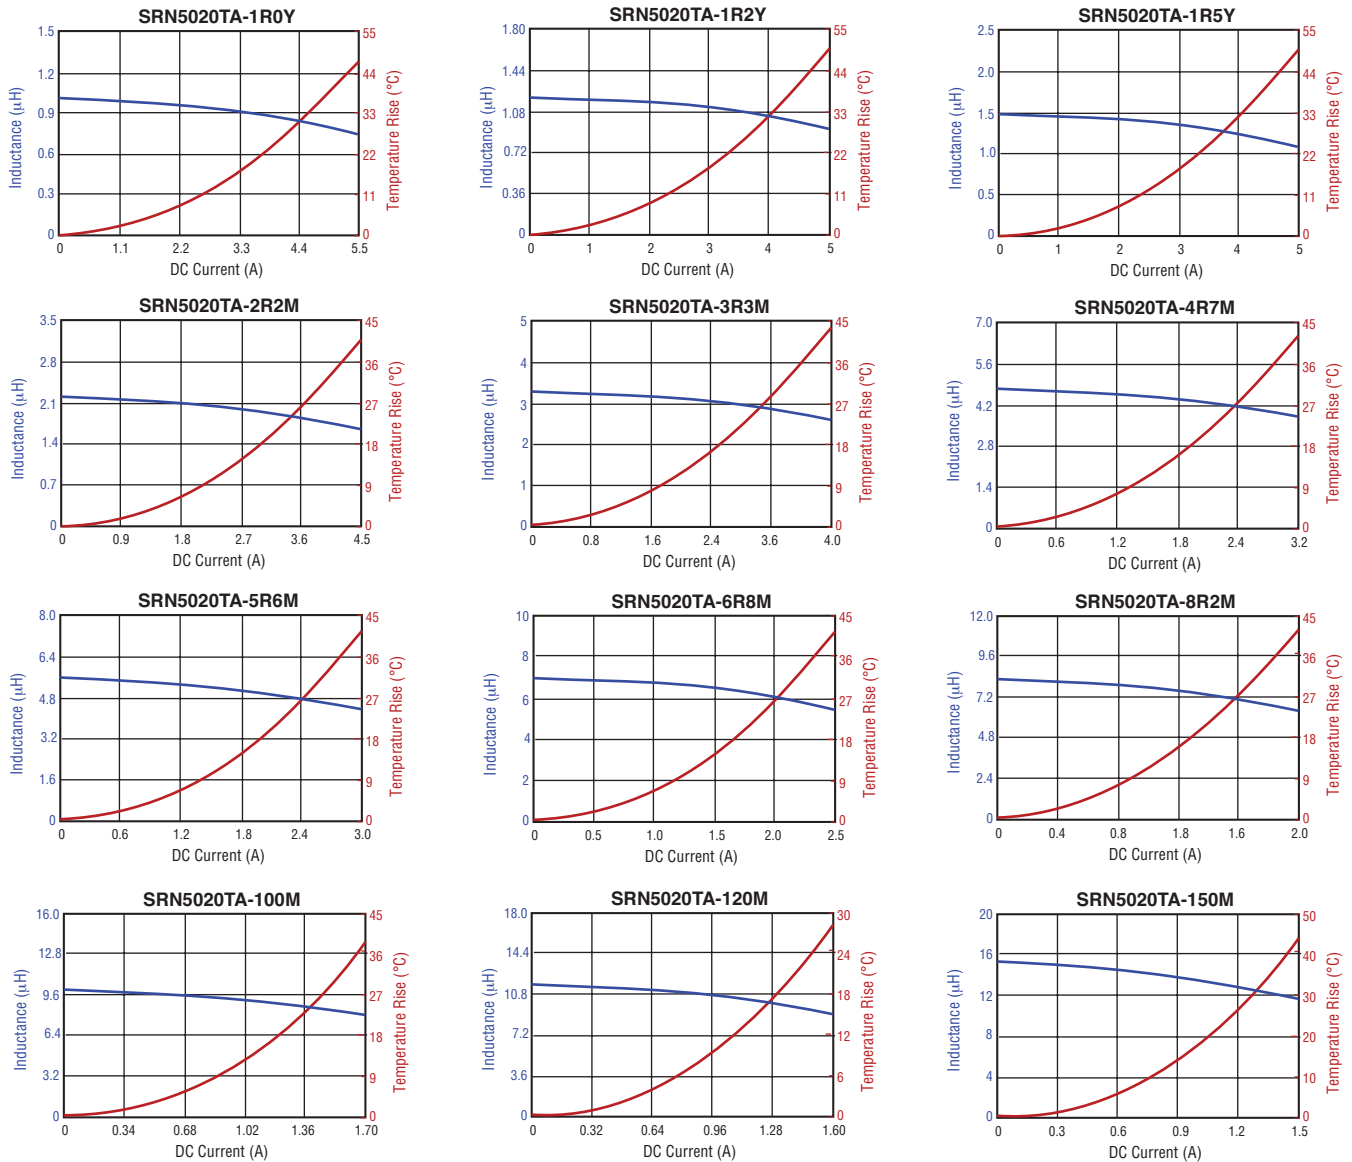 SRN5020TA-1R0Y
1.5
1.2
0.9
0.6
0.3
0
Inductance (µH)
55
44
33
22
11
0
Temperature Rise (°C)
0 1.1 2.2 3.3 4.4 5.5
DC Current (A)
SRN5020TA-1R2Y
1.80
1.44
1.08
0.72
0.36
0
Inductance (µH)
55
44
33
22
11
0
Temperature Rise (°C)
0 1 2 3 4 5
DC Current (A)
SRN5020TA-1R5Y
2.5
2.0
1.5
1.0
0.5
0
Inductance (µH)
55
44
33
22
11
0
Temperature Rise (°C)
0 1 2 3 4 5
DC Current (A)
SRN5020TA-2R2M
3.5
2.8
2.1
1.4
0.7
0
Inductance (µH)
45
36
27
18
9
0
Temperature Rise (°C)
0 0.9 1.8 2.7 3.6 4.5
DC Current (A)
SRN5020TA-3R3M
5
4
3
2
1
0
Inductance (µH)
45
36
27
18
9
0
Temperature Rise (°C)
0 0.8 1.6 2.4 3.6 4.0
DC Current (A)
SRN5020TA-4R7M
7.0
5.6
4.2
2.8
1.4
0
Inductance (µH)
45
36
27
18
9
0
Temperature Rise (°C)
0 0.6 1.2 1.8 2.4 3.2
DC Current (A)
SRN5020TA-5R6M
8.0
6.4
4.8
3.2
1.6
0
Inductance (µH)
45
36
27
18
9
0
Temperature Rise (°C)
0 0.6 1.2 1.8 2.4 3.0
DC Current (A)
SRN5020TA-6R8M
10
8
6
4
2
0
Inductance (µH)
45
36
27
18
9
0
Temperature Rise (°C)
0 0.5 1.0 1.5 2.0 2.5
DC Current (A)
SRN5020TA-8R2M
12.0
9.6
7.2
4.8
2.4
0
Inductance (µH)
45
36
27
18
9
0
Temperature Rise (°C)
0 0.4 0.8 1.8 1.6 2.0
DC Current (A)
SRN5020TA-100M
16.0
12.8
9.6
6.4
3.2
0
Inductance (µH)
45
36
27
18
9
0
Temperature Rise (°C)
0 0.34 0.68 1.02 1.36 1.70
DC Current (A)
SRN5020TA-120M
18.0
14.4
10.8
7.2
3.6
0
Inductance (µH)
30
24
18
12
6
0
Temperature Rise (°C)
0 0.32 0.64 0.96 1.28 1.60
DC Current (A)
SRN5020TA-150M
20
16
12
8
4
0
Inductance (µH)
50
40
30
20
10
0
Temperature Rise (°C)
0 0.3 0.6 0.9 1.2 1.5
DC Current (A)